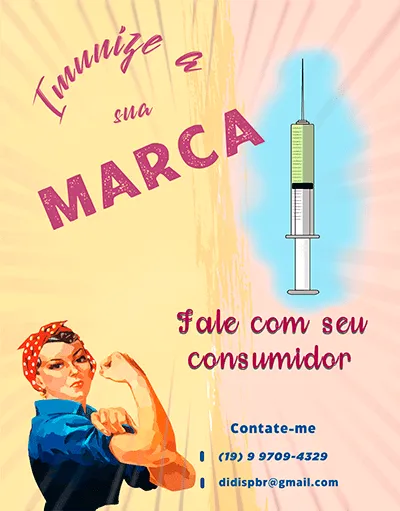 Imunize a
sua
MARCA
Fale com seu
consumidor
Contate-me
(19) 9 9709-4329
didispbr@gmail.com